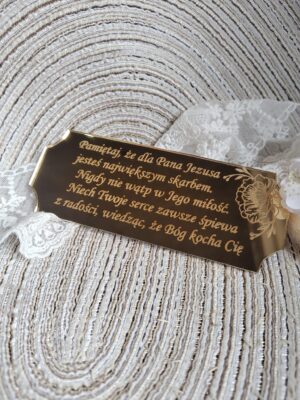 Pamiętaj, że dla Pana Jezusa
jesteś największym skarbem.
Nigdy nie wątp w Jego miłość.
Niech Twoje serce zawsze śpiewa
z radości, wiedząc, że Bóg kocha Cię